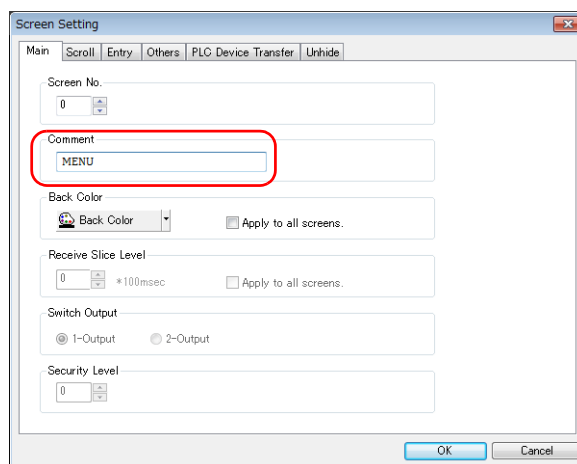 Screen Setting
Main Scroll Entry Others PLC Device Transfer Unhide
Screen No.
0
Comment
MENU
Back Color
Back Color Apply to all screens.
Receive Slice Level
0 *100msec Apply to all screens.
Switch Output
1-Output 2-Output
Security Level
0
OK Cancel